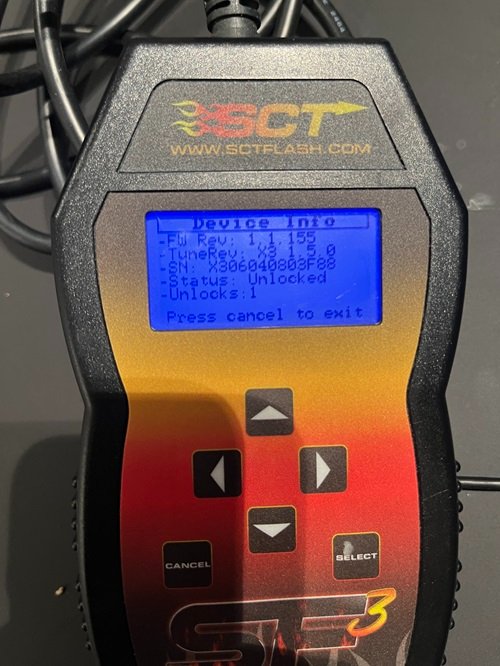 SCT
WWW.SCTFLASH.COM
Device Info
-FW Rev: 1.1.155
-TuneRev: X3 1.5.0
-SN: X306040803F88
-Status: Unlocked
-Unlocks:1
Press cancel to exit
CANCEL
SELECT
SF3